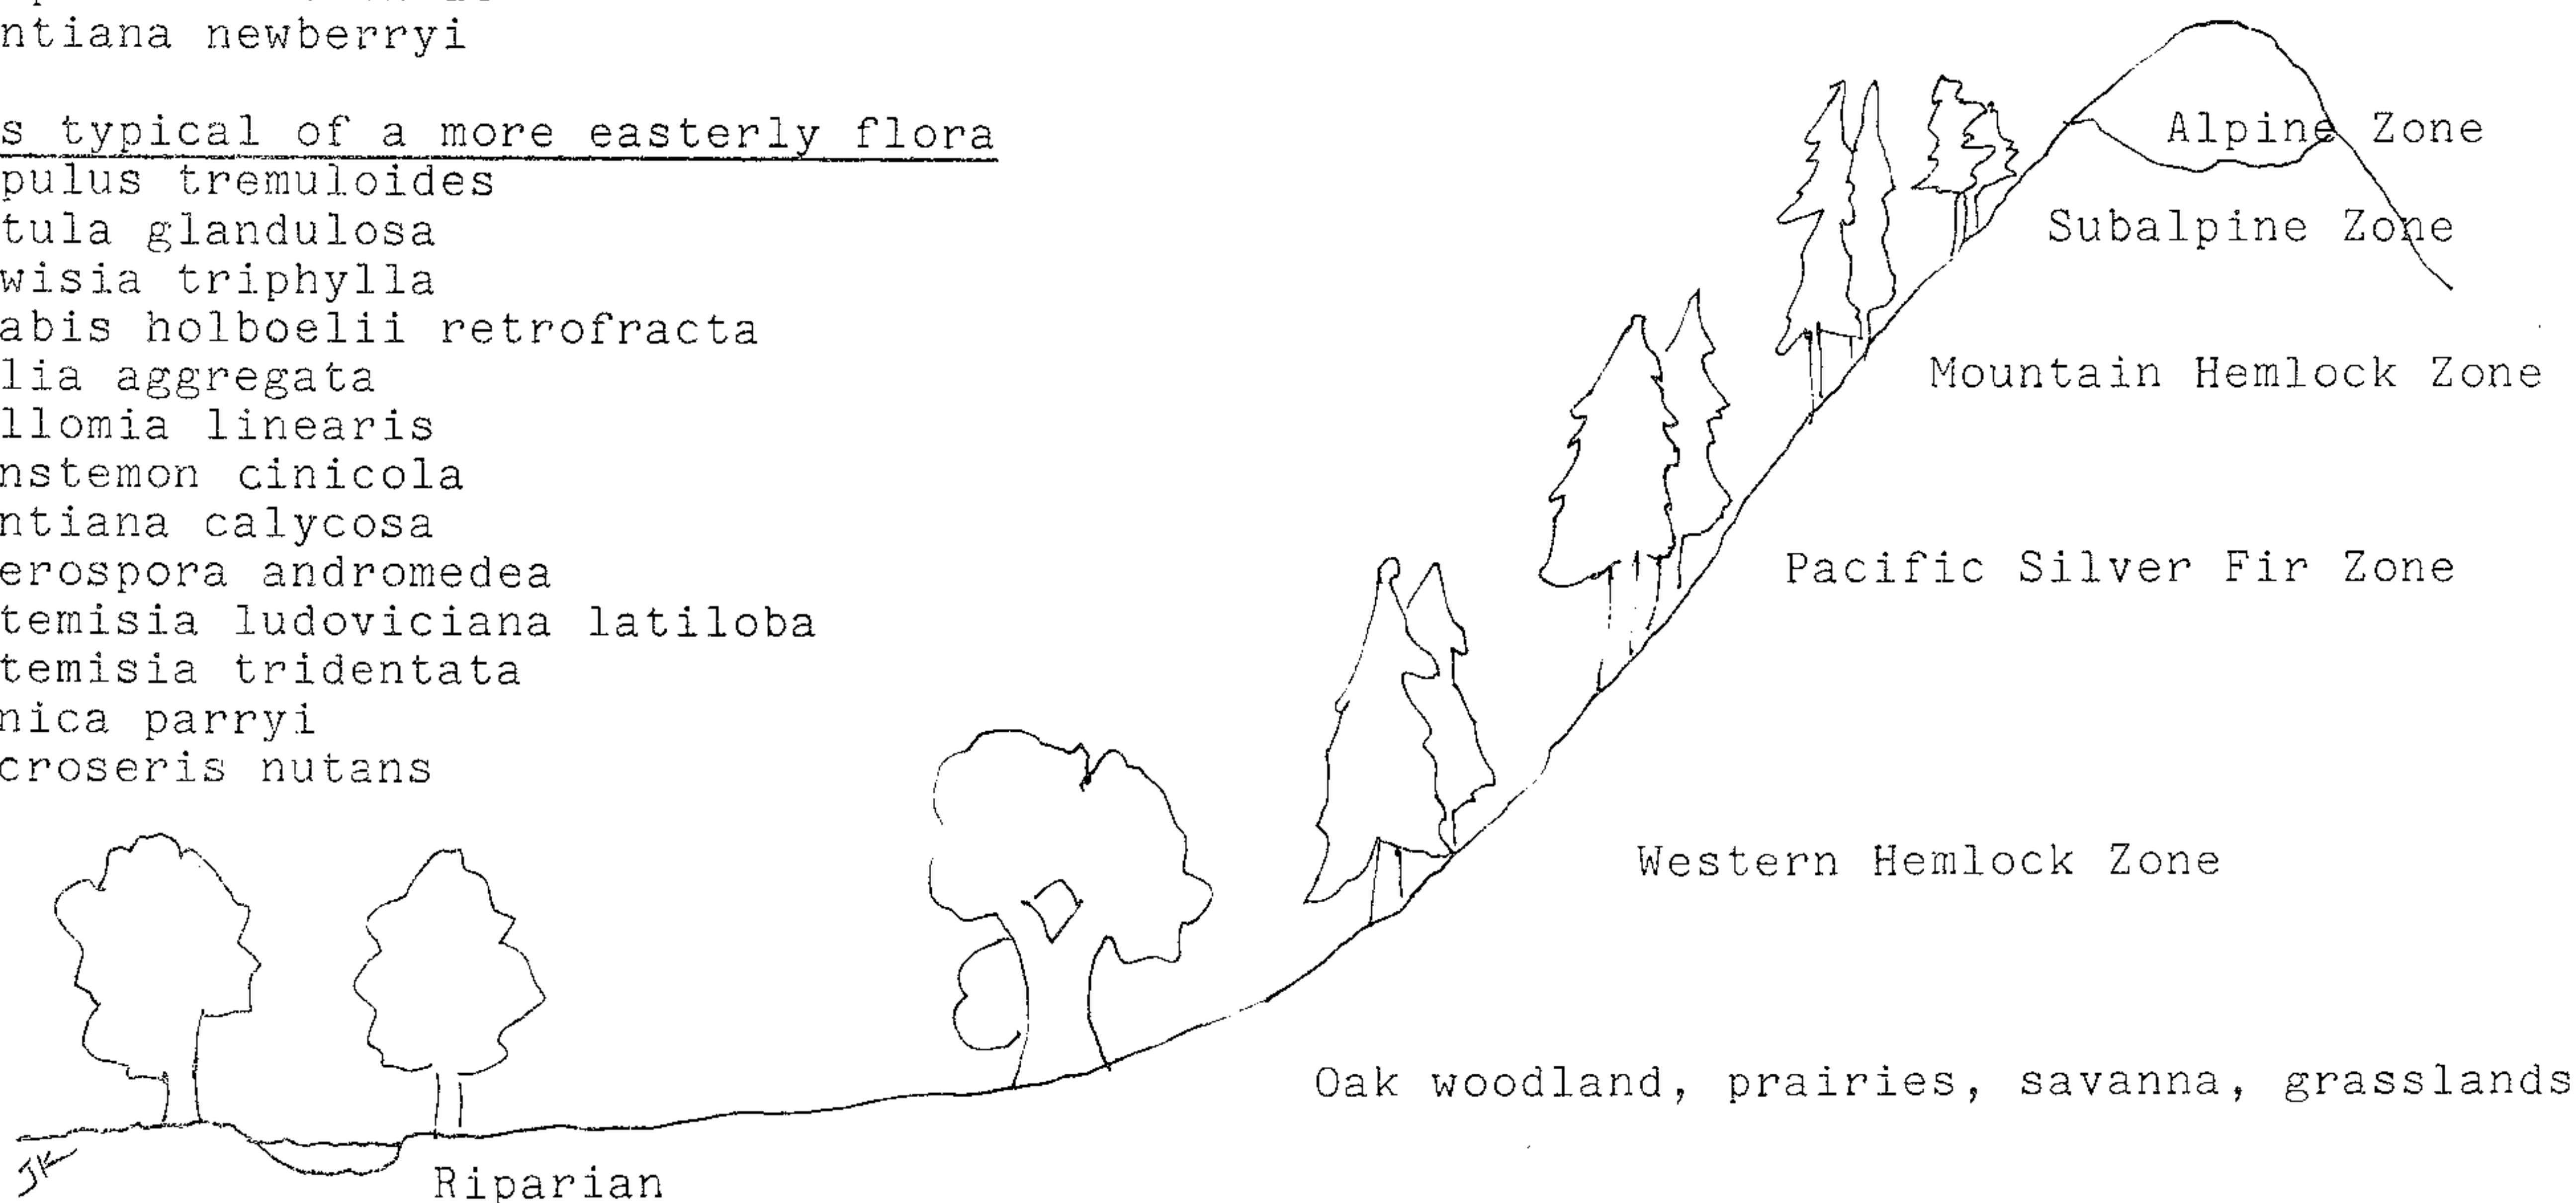 ntiana newberryi
s typical of a more easterly flora
pulus tremuloides
tula glandulosa
wisia triphylla
abis holboelii retrofracta
lia aggregata
llomia linearis
nstemon cinicola
ntiana calycosa
erospora andromedea
temisia ludoviciana latiloba
temisia tridentata
nica parryi
croseris nutans
Alpine Zone
Subalpine Zone
Mountain Hemlock Zone
Pacific Silver Fir Zone
Western Hemlock Zone
Oak woodland, prairies, savanna, grasslands
Riparian
JK